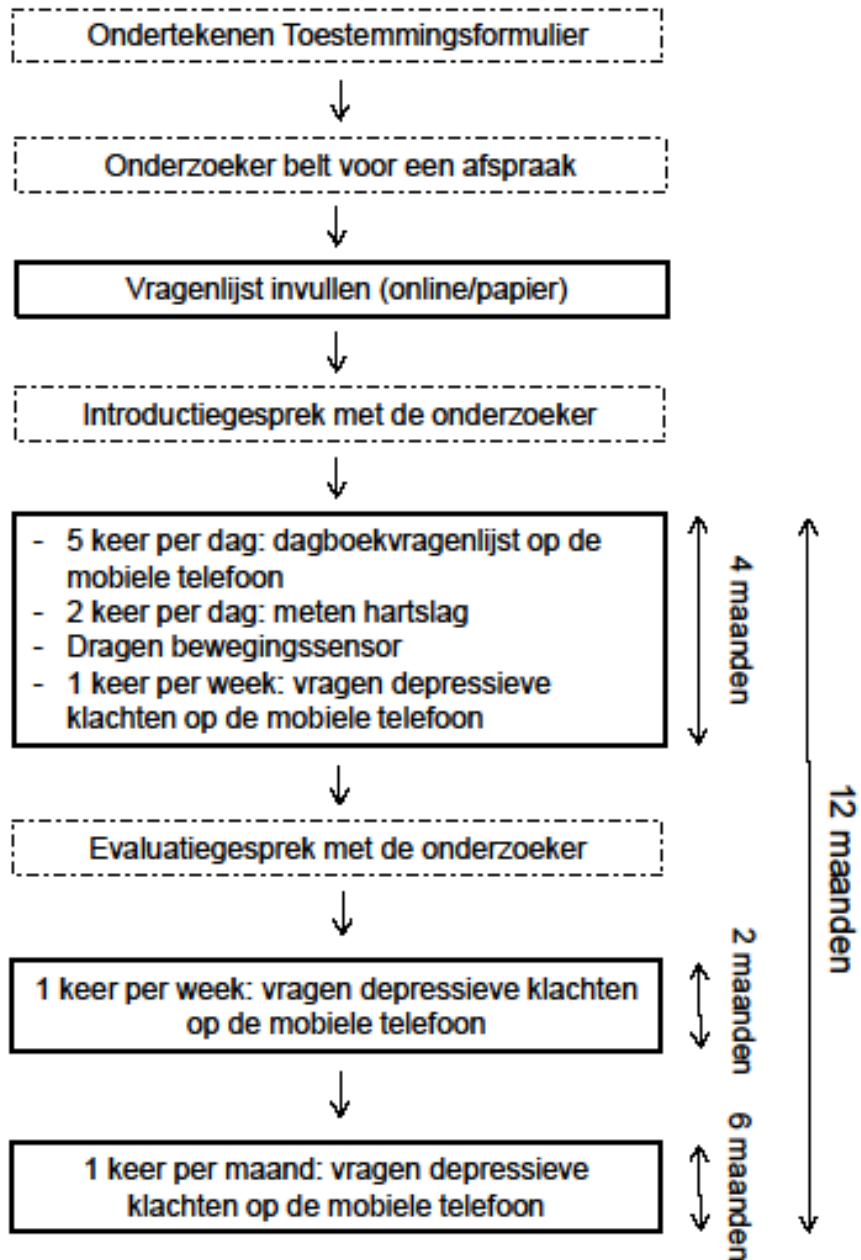 Ondertekenen Toestemmingsformulier
Onderzoeker belt voor een afspraak
Vragenlijst invullen (online/papier)
Introductiegesprek met de onderzoeker
- 5 keer per dag: dagboekvragenlijst op de
mobiele telefoon
- 2 keer per dag: meten hartslag
- Dragen bewegingssensor
- 1 keer per week: vragen depressieve
klachten op de mobiele telefoon
4 maanden
12 maanden
Evaluatiegesprek met de onderzoeker
1 keer per week: vragen depressieve klachten
op de mobiele telefoon
2 maanden
1 keer per maand: vragen depressieve
klachten op de mobiele telefoon
6 maanden